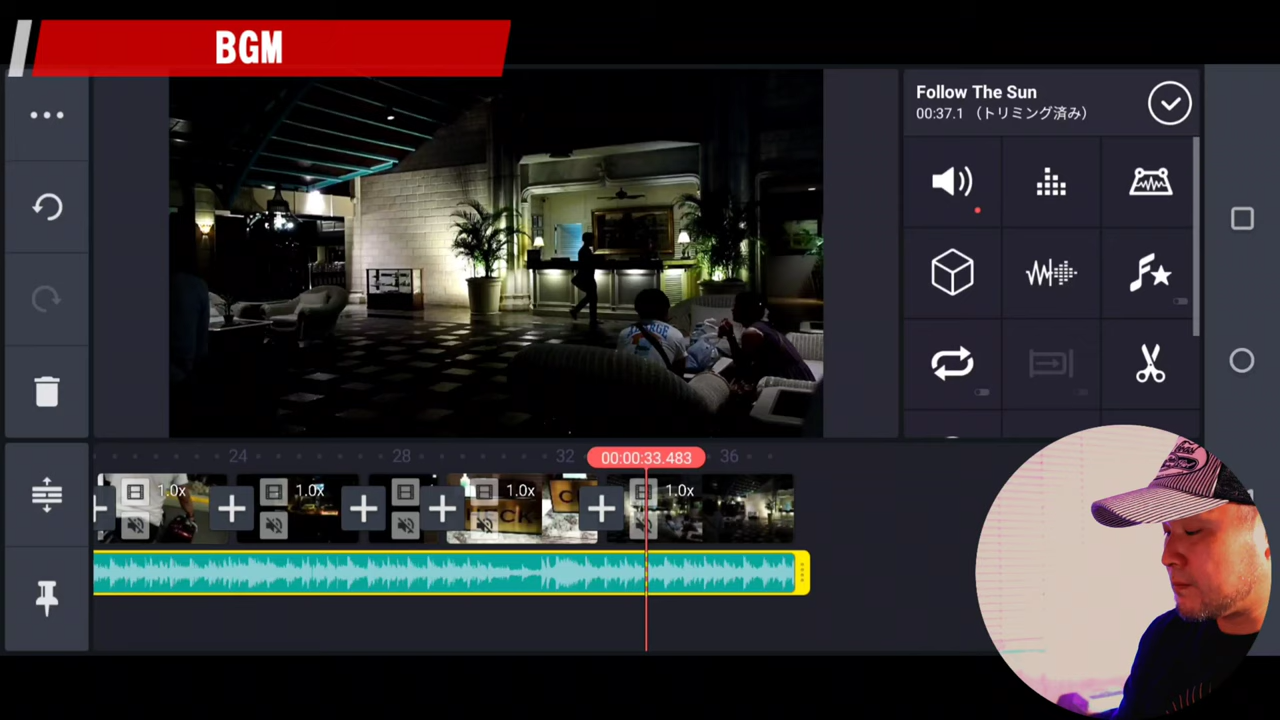 BGM
Follow The Sun
00:37.1 （トリミング済み）
24
28
32
00:00:33.483
36
1.0x
1.0x
1.0x
1.0x